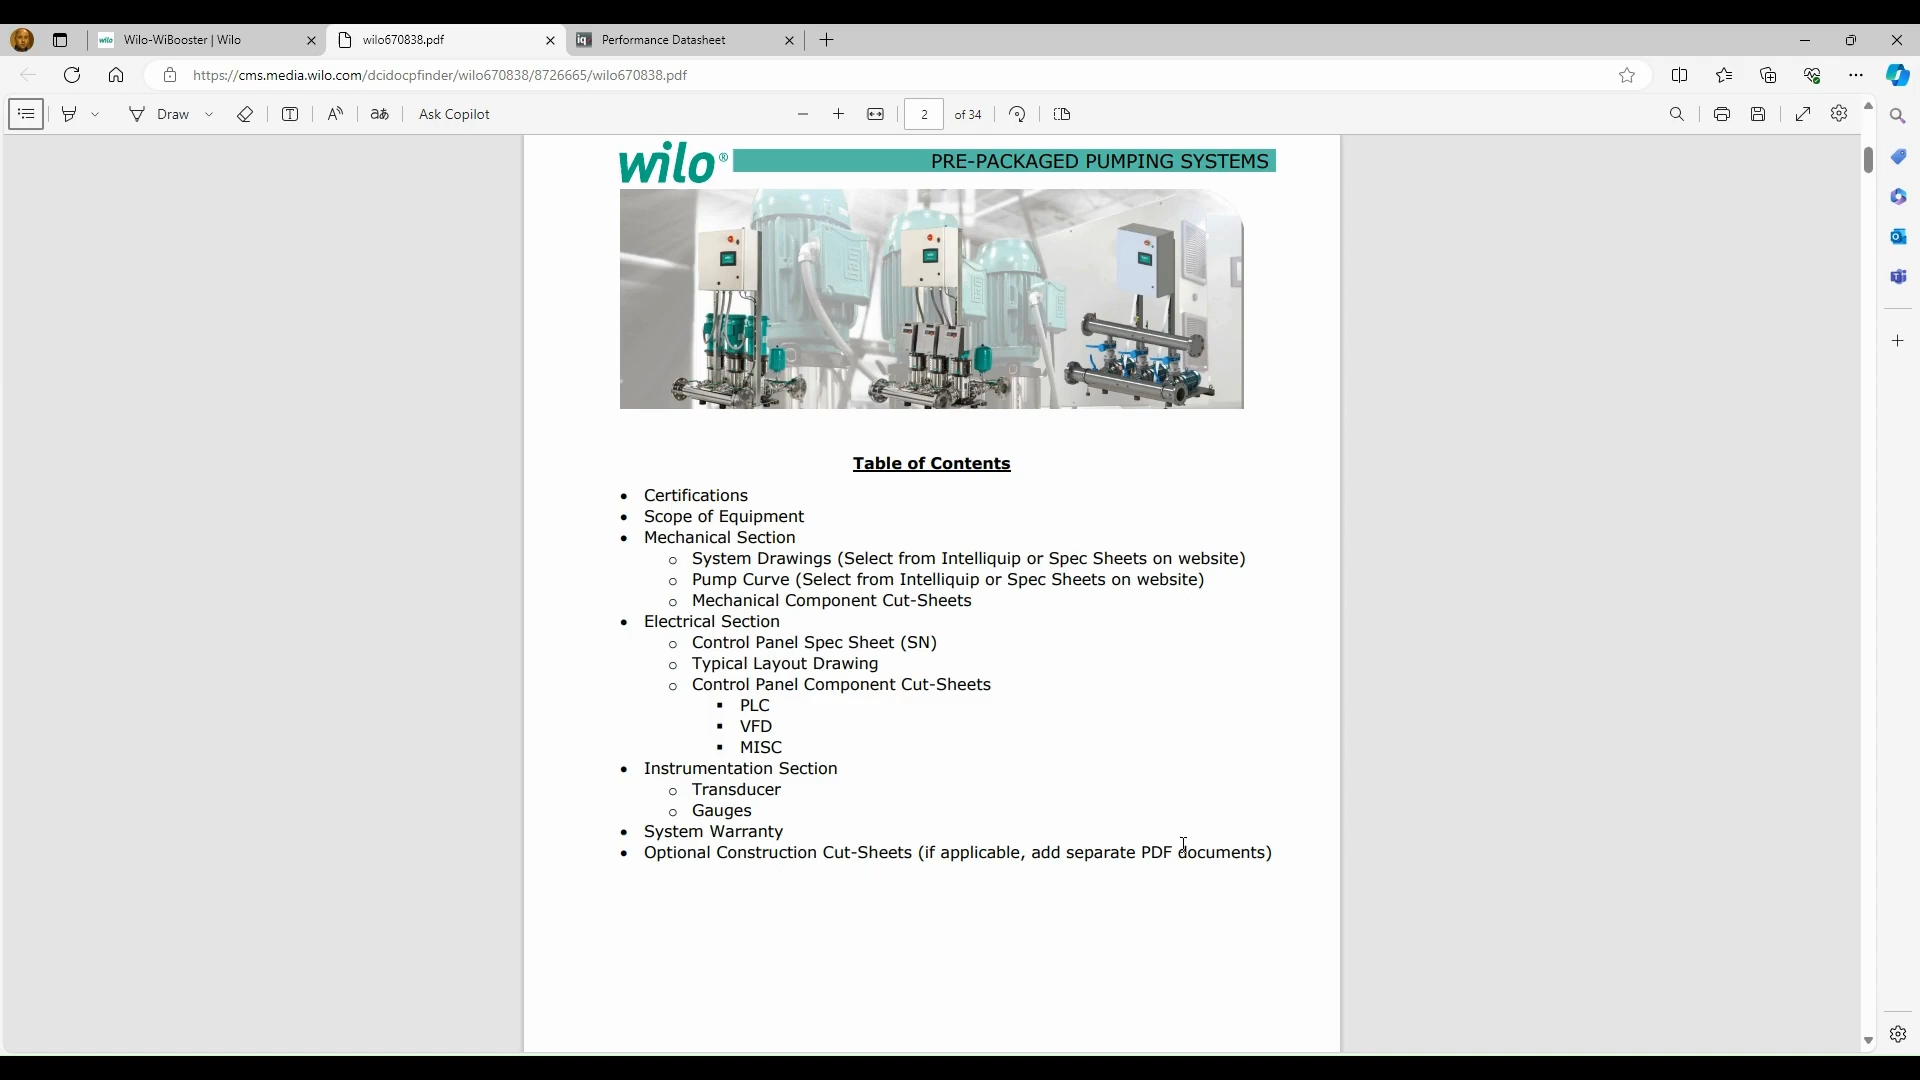 wilo Wilo-WiBooster | Wilo
wilo670838.pdf
iq Performance Datasheet
https://cms.media.wilo.com/dcidocpfinder/wilo670838/8726665/wilo670838.pdf
Draw
aあ
Ask Copilot
2 of 34
wilo® PRE-PACKAGED PUMPING SYSTEMS
Table of Contents
• Certifications
• Scope of Equipment
• Mechanical Section
o System Drawings (Select from Intelliquip or Spec Sheets on website)
o Pump Curve (Select from Intelliquip or Spec Sheets on website)
o Mechanical Component Cut-Sheets
• Electrical Section
o Control Panel Spec Sheet (SN)
o Typical Layout Drawing
o Control Panel Component Cut-Sheets
▪ PLC
▪ VFD
▪ MISC
• Instrumentation Section
o Transducer
o Gauges
• System Warranty
• Optional Construction Cut-Sheets (if applicable, add separate PDF documents)